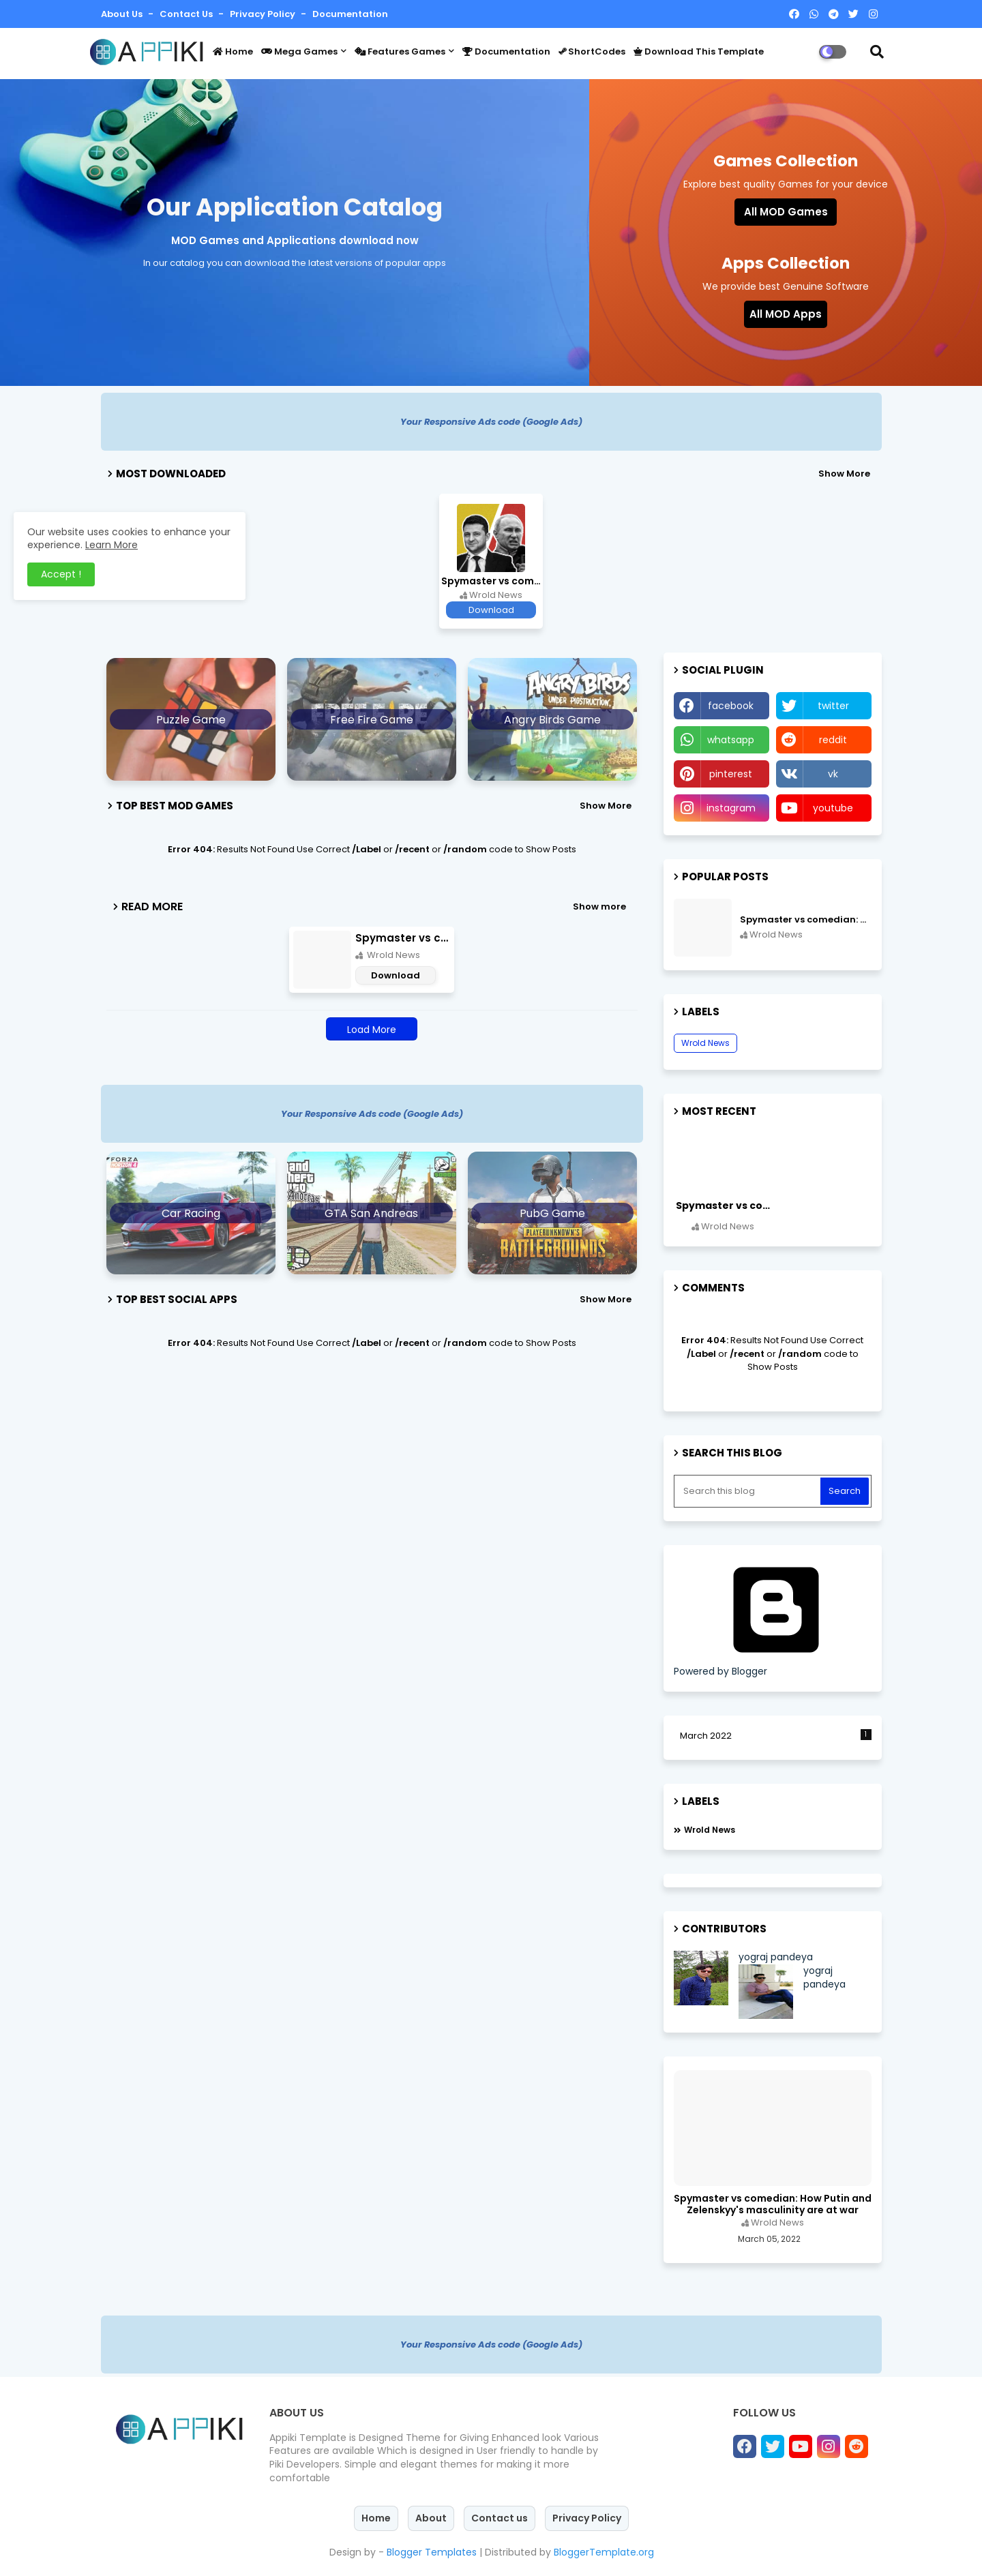 About Us - Contact Us - Privacy Policy - Documentation
APPIKI
Home Mega Games Features Games Documentation ShortCodes Download This Template
Our Application Catalog
MOD Games and Applications download now
In our catalog you can download the latest versions of popular apps
Games Collection
Explore best quality Games for your device
All MOD Games
Apps Collection
We provide best Genuine Software
All MOD Apps
Your Responsive Ads code (Google Ads)
MOST DOWNLOADED
Show More
Our website uses cookies to enhance your
experience. Learn More
Accept !
Spymaster vs com...
Wrold News
Download
Puzzle Game
FREE FIRE
Free Fire Game
ANGRY BIRDS
UNDER PIGSTRUCTION
Angry Birds Game
TOP BEST MOD GAMES
Show More
Error 404: Results Not Found Use Correct /Label or /recent or /random code to Show Posts
READ MORE
Show more
Spymaster vs c...
Wrold News
Download
Load More
Your Responsive Ads code (Google Ads)
FORZA
Car Racing
GTA San Andreas
PubG Game
PLAYERUNKNOWN'S
BATTLEGROUNDS
TOP BEST SOCIAL APPS
Show More
Error 404: Results Not Found Use Correct /Label or /recent or /random code to Show Posts
SOCIAL PLUGIN
facebook
twitter
whatsapp
reddit
pinterest
vk
instagram
youtube
POPULAR POSTS
Spymaster vs comedian: ...
Wrold News
LABELS
Wrold News
MOST RECENT
Spymaster vs co...
Wrold News
COMMENTS
Error 404: Results Not Found Use Correct
/Label or /recent or /random code to
Show Posts
SEARCH THIS BLOG
Search this blog
Search
Powered by Blogger
March 2022
1
LABELS
Wrold News
CONTRIBUTORS
yograj pandeya
yograj
pandeya
Spymaster vs comedian: How Putin and
Zelenskyy's masculinity are at war
Wrold News
March 05, 2022
Your Responsive Ads code (Google Ads)
APPIKI
ABOUT US
Appiki Template is Designed Theme for Giving Enhanced look Various
Features are available Which is designed in User friendly to handle by
Piki Developers. Simple and elegant themes for making it more
comfortable
FOLLOW US
Home
About
Contact us
Privacy Policy
Design by - Blogger Templates | Distributed by BloggerTemplate.org